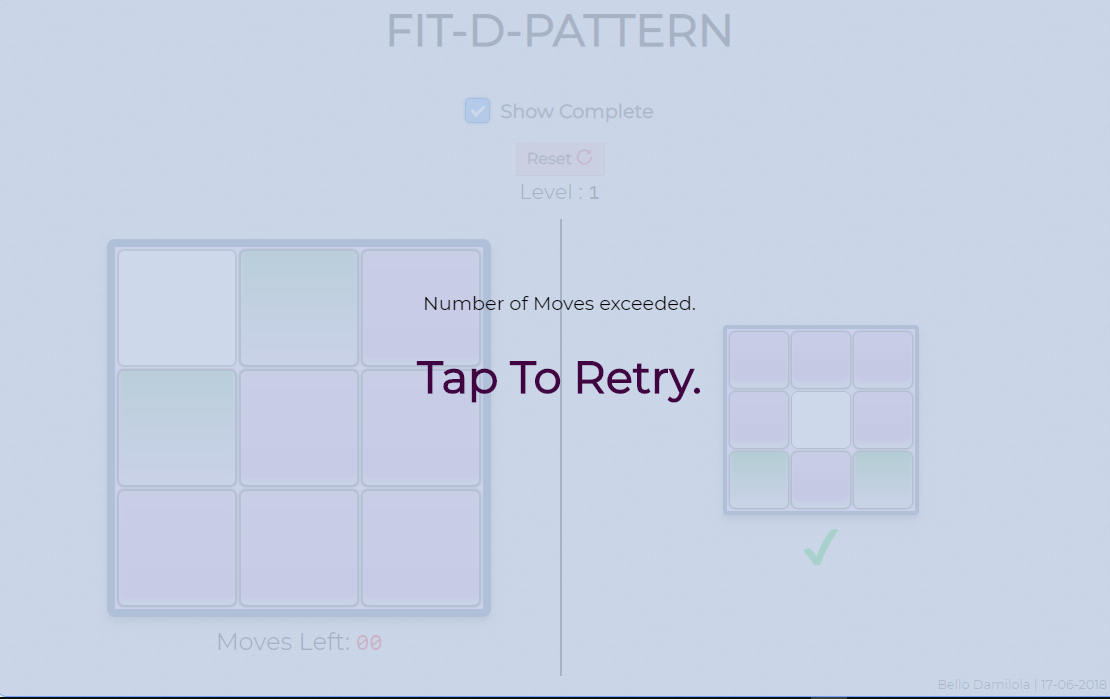 FIT-D-PATTERN
Show Complete
Reset
Level : 1
Number of Moves exceeded.
Tap To Retry.
Moves Left: 00
Bello Damilola | 17-06-2018